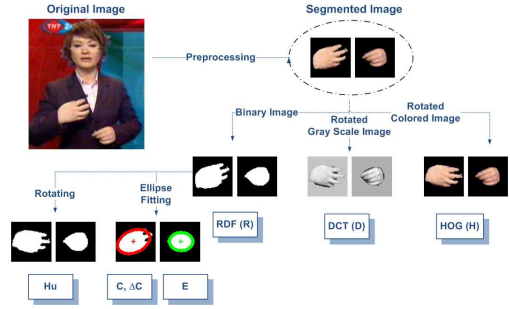 Original Image
Segmented Image
TRT 2
Preprocessing
Binary Image
Rotated
Gray Scale Image
Rotated
Colored Image
Rotating
Ellipse
Fitting
RDF (R)
DCT (D)
HOG (H)
Hu
C, ΔC
E